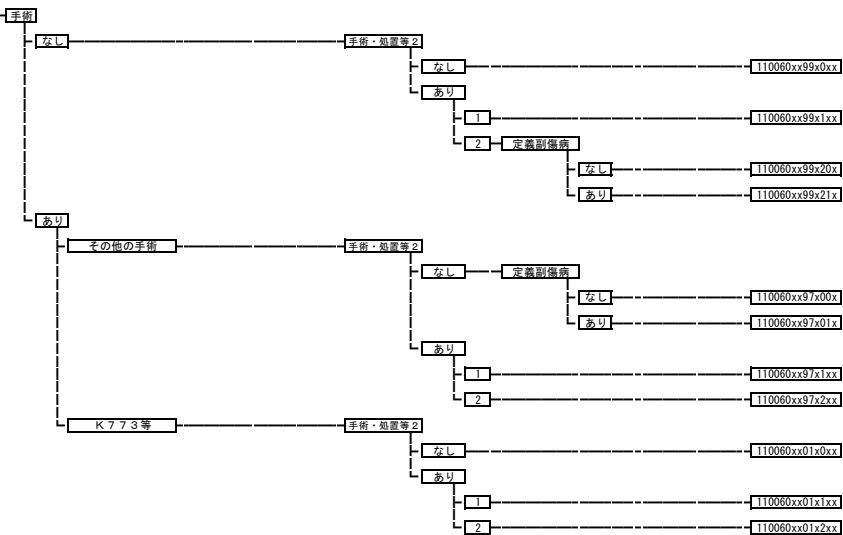 手術
なし 手術・処置等2
なし 110060xx99x0xx
あり
1 110060xx99x1xx
2 定義副傷病
なし 110060xx99x20x
あり 110060xx99x21x
あり
その他の手術 手術・処置等2
なし 定義副傷病
なし 110060xx97x00x
あり 110060xx97x01x
あり
1 110060xx97x1xx
2 110060xx97x2xx
K773等 手術・処置等2
なし 110060xx01x0xx
あり
1 110060xx01x1xx
2 110060xx01x2xx